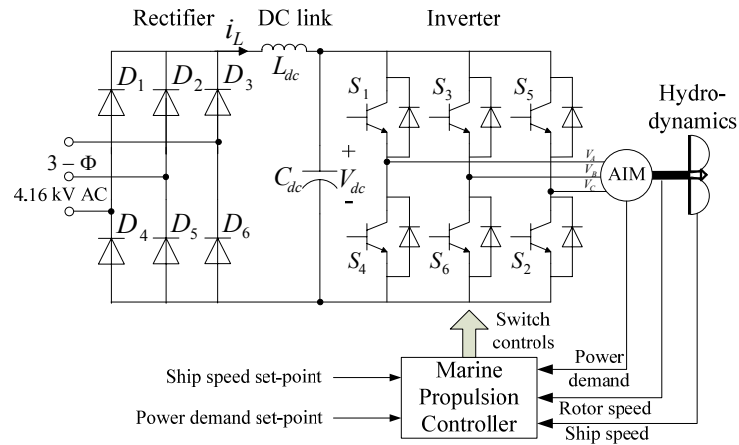 Rectifier
DC link
Inverter
i_L
L_dc
D_1
D_2
D_3
S_1
S_3
S_5
Hydro-
dynamics
3 – Φ
4.16 kV AC
C_dc
+
V_dc
-
V_A
V_B
V_C
AIM
D_4
D_5
D_6
S_4
S_6
S_2
Switch
controls
Power
demand
Ship speed set-point
Marine
Propulsion
Controller
Rotor speed
Power demand set-point
Ship speed